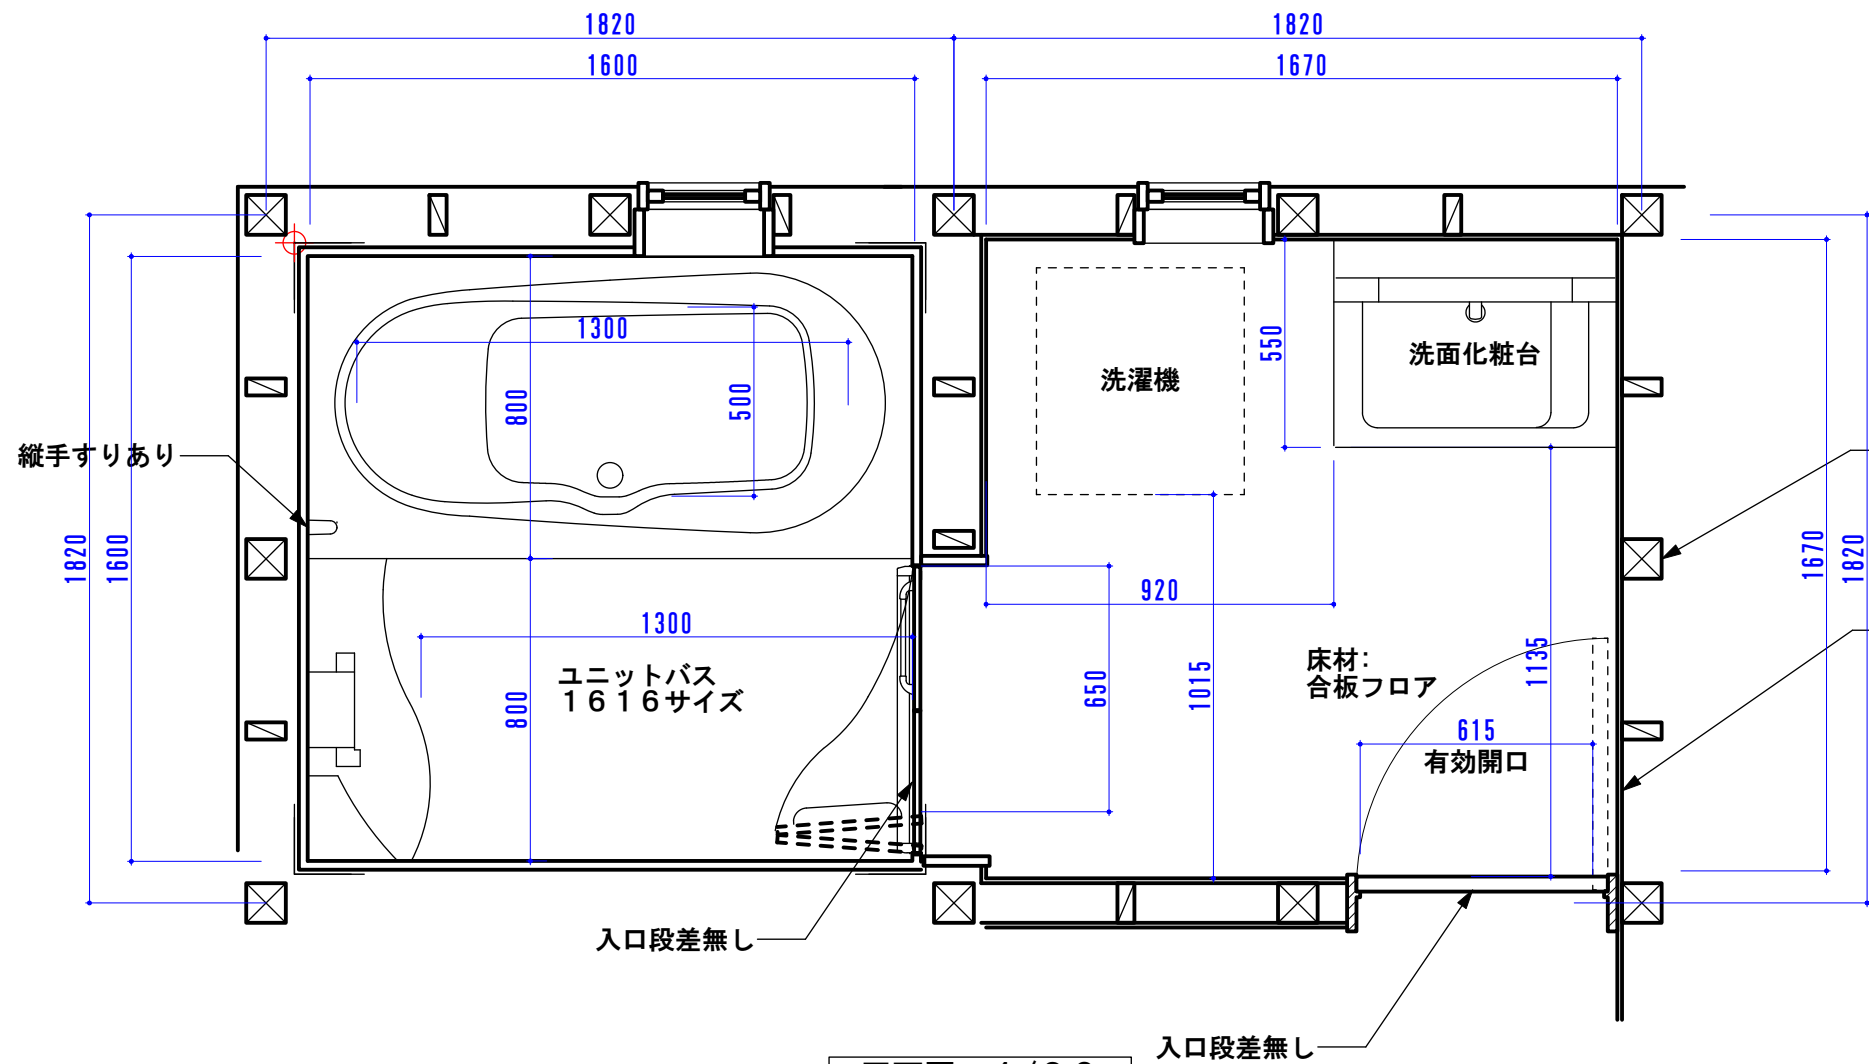 1820
1820
1600
1670
1300
550
洗面化粧台
洗濯機
800
500
縦手すりあり
1820
1600
1670
1820
920
1300
1135
床材：
合板フロア
ユニットバス
１６１６サイズ
650
1015
800
615
有効開口
入口段差無し
入口段差無し